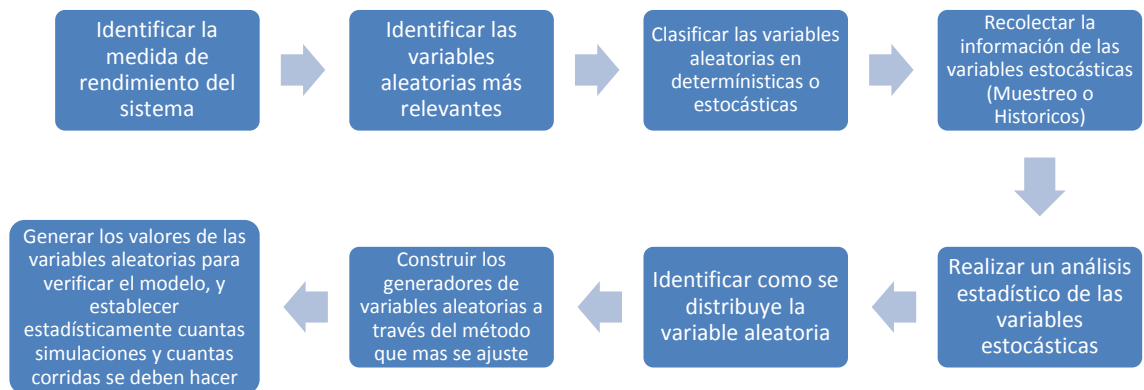 Identificar la
medida de
rendimiento del
sistema
Identificar las
variables
aleatorias más
relevantes
Clasificar las variables
aleatorias en
determínisticas o
estocásticas
Recolectar la
información de las
variables estocásticas
(Muestreo o
Historicos)
Realizar un análisis
estadístico de las
variables
estocásticas
Identificar como se
distribuye la
variable aleatoria
Construir los
generadores de
variables aleatorias a
través del método
que mas se ajuste
Generar los valores de las
variables aleatorias para
verificar el modelo, y
establecer
estadísticamente cuantas
simulaciones y cuantas
corridas se deben hacer